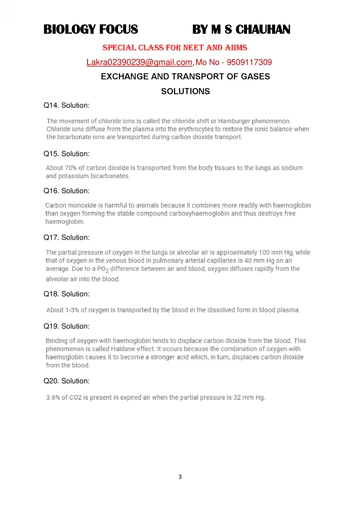 BIOLOGY FOCUS BY M S CHAUHAN
SPECIAL CLASS FOR NEET AND AIIMS
Lakra02390239@gmail.com,Mo No - 9509117309
EXCHANGE AND TRANSPORT OF GASES
SOLUTIONS
Q14. Solution:
The movement of chloride ions is called the chloride shift or Hamburger phenomenon.
Chloride ions diffuse from the plasma into the erythrocytes to restore the ionic balance when
the bicarbonate ions are transported during carbon dioxide transport.
Q15. Solution:
About 70% of carbon dioxide is transported from the body tissues to the lungs as sodium
and potassium bicarbonates.
Q16. Solution:
Carbon monoxide is harmful to animals because it combines more readily with haemoglobin
than oxygen forming the stable compound carboxyhaemoglobin and thus destroys free
haemoglobin.
Q17. Solution:
The partial pressure of oxygen in the lungs or alveolar air is approximately 100 mm Hg, while
that of oxygen in the venous blood in pulmonary arterial capillaries is 40 mm Hg on an
average. Due to a PO2 difference between air and blood, oxygen diffuses rapidly from the
alveolar air into the blood.
Q18. Solution:
About 1-3% of oxygen is transported by the blood in the dissolved form in blood plasma.
Q19. Solution:
Binding of oxygen with haemoglobin tends to displace carbon dioxide from the blood. This
phenomenon is called Haldane effect. It occurs because the combination of oxygen with
haemoglobin causes it to become a stronger acid which, in turn, displaces carbon dioxide
from the blood.
Q20. Solution:
3.6% of CO2 is present in expired air when the partial pressure is 32 mm Hg.
3